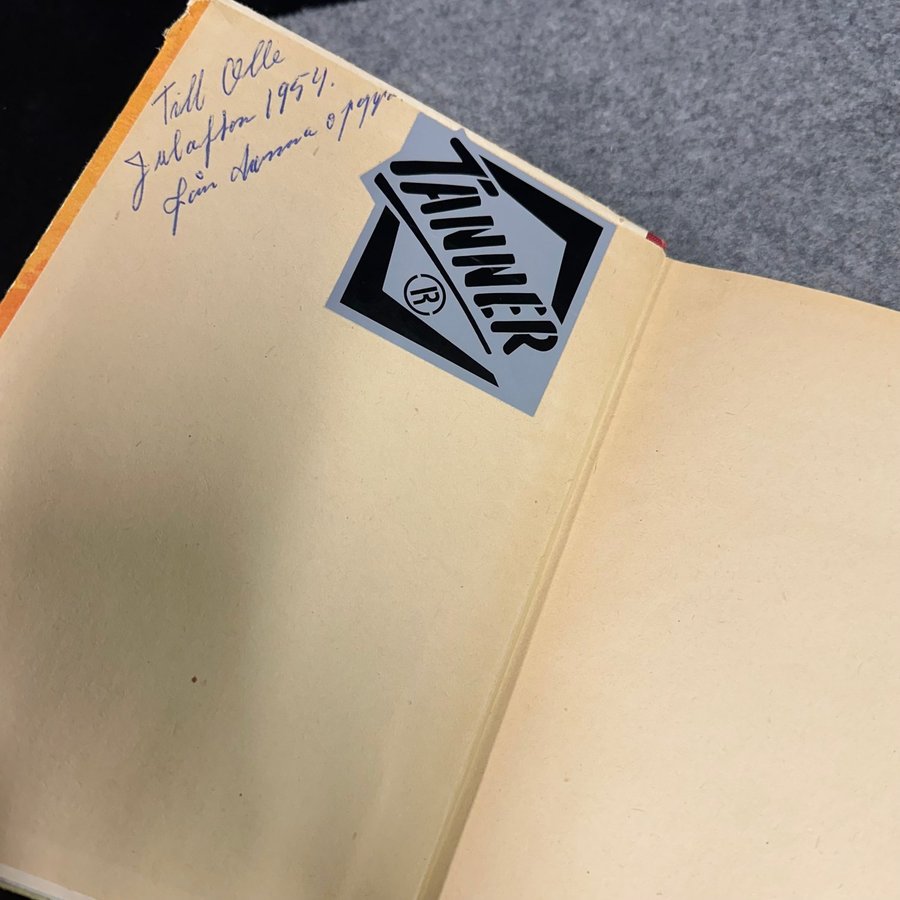 Till Olle
Julafton 1954.
från
TANNER
R